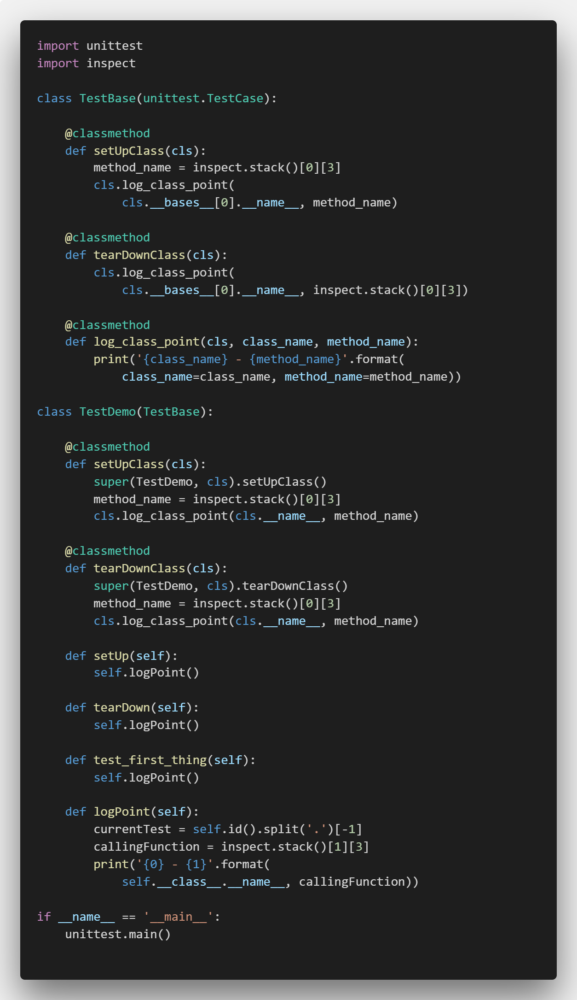 import unittest
import inspect

class TestBase(unittest.TestCase):

    @classmethod
    def setUpClass(cls):
        method_name = inspect.stack()[0][3]
        cls.log_class_point(
            cls.__bases__[0].__name__, method_name)

    @classmethod
    def tearDownClass(cls):
        cls.log_class_point(
            cls.__bases__[0].__name__, inspect.stack()[0][3])

    @classmethod
    def log_class_point(cls, class_name, method_name):
        print('{class_name} - {method_name}'.format(
            class_name=class_name, method_name=method_name))

class TestDemo(TestBase):

    @classmethod
    def setUpClass(cls):
        super(TestDemo, cls).setUpClass()
        method_name = inspect.stack()[0][3]
        cls.log_class_point(cls.__name__, method_name)

    @classmethod
    def tearDownClass(cls):
        super(TestDemo, cls).tearDownClass()
        method_name = inspect.stack()[0][3]
        cls.log_class_point(cls.__name__, method_name)

    def setUp(self):
        self.logPoint()

    def tearDown(self):
        self.logPoint()

    def test_first_thing(self):
        self.logPoint()

    def logPoint(self):
        currentTest = self.id().split('.')[-1]
        callingFunction = inspect.stack()[1][3]
        print('{0} - {1}'.format(
            self.__class__.__name__, callingFunction))

if __name__ == '__main__':
    unittest.main()